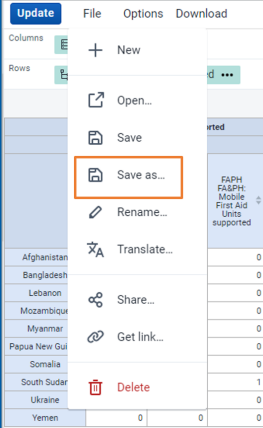 Update File Options Download
Columns
New
Rows
Open...
Save
Save as...
Rename...
Translate...
Share...
Get link...
Delete
FAPH
FA&PH:
Mobile
First Aid
Units
supported
Afghanistan 0
Bangladesh 0
Lebanon 0
Mozambique 0
Myanmar 0
Papua New Gui 0
Somalia 0
South Sudan 1
Ukraine 0
Yemen 0 0 0